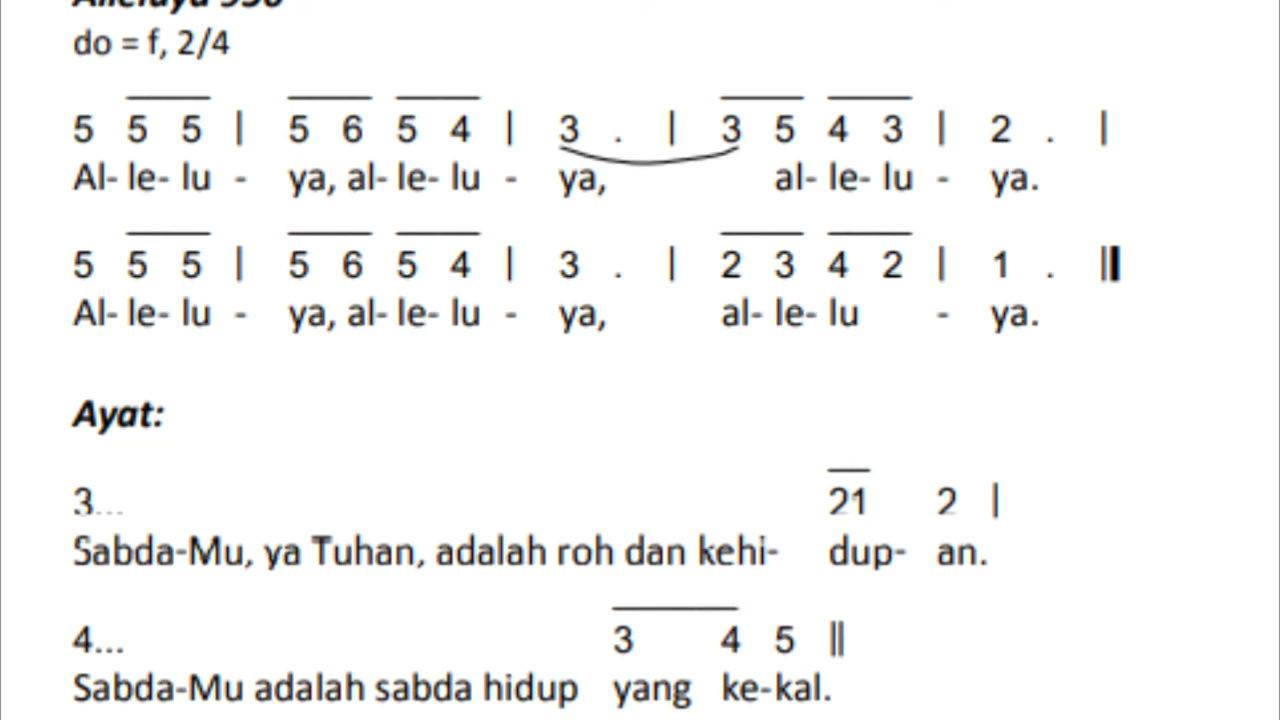 do = f, 2/4
5 5 5 | 5 6 5 4 | 3 . | 3 5 4 3 | 2 . |
Al- le- lu - ya, al- le- lu - ya, al- le- lu - ya.
5 5 5 | 5 6 5 4 | 3 . | 2 3 4 2 | 1 . ||
Al- le- lu - ya, al- le- lu - ya, al- le- lu - ya.
Ayat:
3... 21 2 |
Sabda-Mu, ya Tuhan, adalah roh dan kehi- dup- an.
4... 3 4 5 ||
Sabda-Mu adalah sabda hidup yang ke-kal.